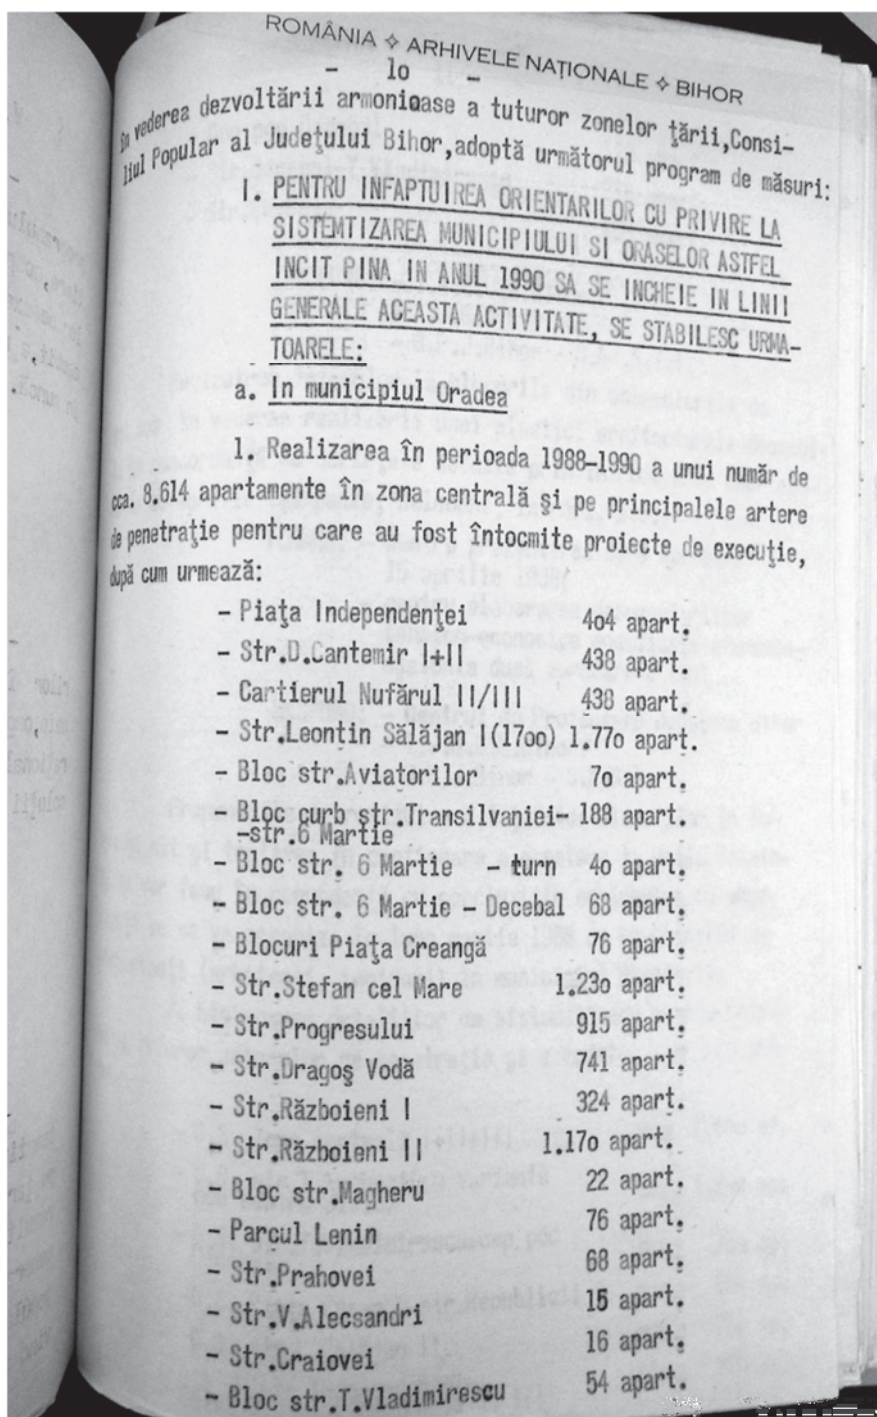 ROMÂNIA ✧ ARHIVELE NAȚIONALE ✧ BIHOR
- lo -
în vederea dezvoltării armonioase a tuturor zonelor ţării,Consi-
liul Popular al Judeţului Bihor,adoptă următorul program de măsuri:
I. PENTRU INFAPTUIREA ORIENTARILOR CU PRIVIRE LA
SISTEMTIZAREA MUNICIPIULUI SI ORASELOR ASTFEL
INCIT PINA IN ANUL 1990 SA SE INCHEIE IN LINII
GENERALE ACEASTA ACTIVITATE, SE STABILESC URMA-
TOARELE:
a. In municipiul Oradea
1. Realizarea în perioada 1988-1990 a unui număr de
cca. 8.614 apartamente în zona centrală şi pe principalele artere
de penetraţie pentru care au fost întocmite proiecte de execuţie,
după cum urmează:
- Piaţa Independenţei 4o4 apart.
- Str.D.Cantemir I+II 438 apart.
- Cartierul Nufărul II/III 438 apart.
- Str.Leontin Sălăjan I(17oo) 1.77o apart.
- Bloc str.Aviatorilor 7o apart.
- Bloc curb str.Transilvaniei- 188 apart.
-str.6 Martie
- Bloc str. 6 Martie - turn 4o apart.
- Bloc str. 6 Martie - Decebal 68 apart.
- Blocuri Piaţa Creangă 76 apart.
- Str.Stefan cel Mare 1.23o apart.
- Str.Progresului 915 apart.
- Str.Dragoş Vodă 741 apart.
- Str.Războieni I 324 apart.
- Str.Războieni II 1.17o apart.
- Bloc str.Magheru 22 apart.
- Parcul Lenin 76 apart.
- Str.Prahovei 68 apart.
- Str.V.Alecsandri 15 apart.
- Str.Craiovei 16 apart.
- Bloc str.T.Vladimirescu 54 apart.